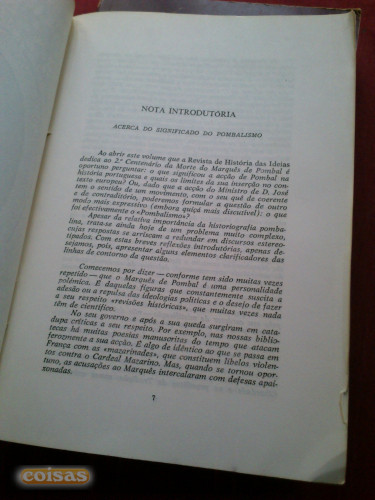 NOTA INTRODUTÓRIA
ACERCA DO SIGNIFICADO DO POMBALISMO
Ao abrir este volume que a Revista de História das Ideias
dedica ao 2.º Centenário da Morte do Marquês de Pombal é
oportuno perguntar: o que significou a acção de Pombal na
história portuguesa e quais os limites da sua inserção no con-
texto europeu? Ou, dado que a acção do Ministro de D. José
tem o sentido de um movimento, com o seu quê de coerente
e de contraditório, poderemos formular a questão de outro
modo mais expressivo (embora quiçá mais discutível): o que
foi efectivamente o «Pombalismo»?
Apesar da relativa importância da historiografia pomba-
lina, trata-se ainda hoje de um problema muito complexo,
cujas respostas se arriscam a redundar em discursos estereo-
tipados. Com estas breves reflexões introdutórias, apenas de-
sejamos, pois, apresentar alguns elementos clarificadores das
linhas de contorno da questão.
Comecemos por dizer — conforme tem sido muitas vezes
repetido — que o Marquês de Pombal é uma personalidade
polémica. É daquelas figuras que constantemente suscita a
adesão ou a repulsa das ideologias políticas e o desejo de fazer
a seu respeito «revisões históricas», que muitas vezes nada
têm de científico.
No seu governo e após a sua queda surgiram em cata-
dupa críticas a seu respeito. Por exemplo, nas nossas biblio-
tecas há muitas poesias manuscritas do tempo que atacam
ferozmente a sua acção. É algo de idêntico ao que se passa em
França com as «mazarinades», que constituem libelos violen-
tos contra o Cardeal Mazarino. Mas, quando se tornou opor-
tuno, as acusações ao Marquês intercalaram com defesas apai-
xonadas.
7
coisas